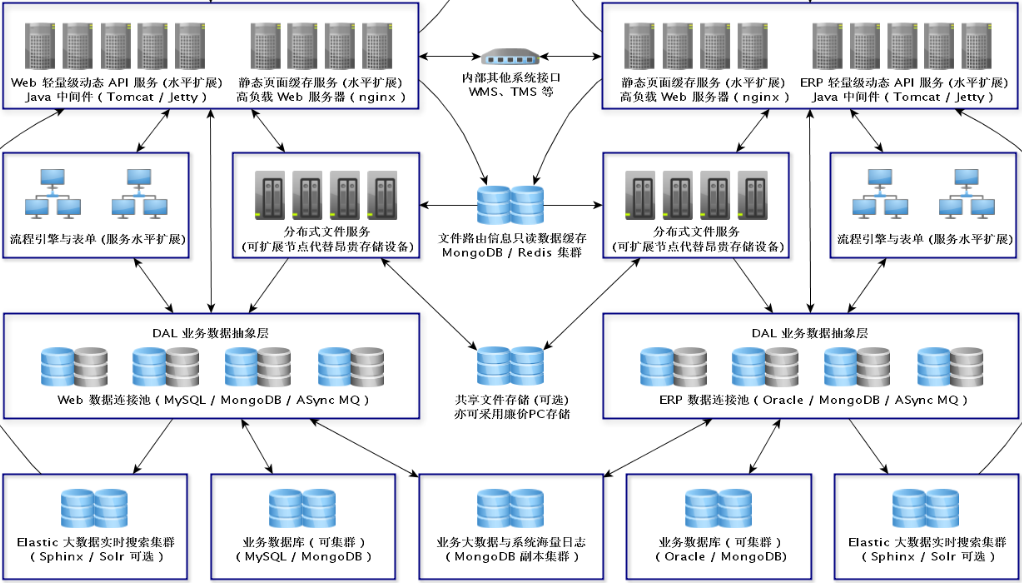 Web 轻量级动态 API 服务 (水平扩展)
Java 中间件 ( Tomcat / Jetty )
静态页面缓存服务 (水平扩展)
高负载 Web 服务器 ( nginx )
内部其他系统接口
WMS、TMS 等
静态页面缓存服务 (水平扩展)
高负载 Web 服务器 ( nginx )
ERP 轻量级动态 API 服务 (水平扩展)
Java 中间件 ( Tomcat / Jetty )
流程引擎与表单 (服务水平扩展)
分布式文件服务
(可扩展节点代替昂贵存储设备)
文件路由信息只读数据缓存
MongoDB / Redis 集群
分布式文件服务
(可扩展节点代替昂贵存储设备)
流程引擎与表单 (服务水平扩展)
DAL 业务数据抽象层
Web 数据连接池 ( MySQL / MongoDB / ASync MQ )
共享文件存储 (可选)
亦可采用廉价PC存储
DAL 业务数据抽象层
ERP 数据连接池 ( Oracle / MongoDB / ASync MQ )
Elastic 大数据实时搜索集群
( Sphinx / Solr 可选 )
业务数据库 ( 可集群 )
( MySQL / MongoDB )
业务大数据与系统海量日志
( MongoDB 副本集群 )
业务数据库 ( 可集群 )
( Oracle / MongoDB)
Elastic 大数据实时搜索集群
( Sphinx / Solr 可选 )